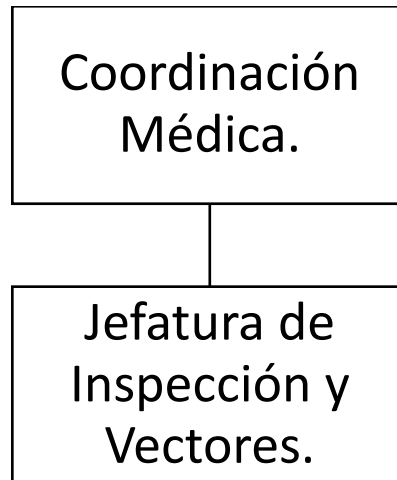 Coordinación
Médica.
Jefatura de
Inspección y
Vectores.